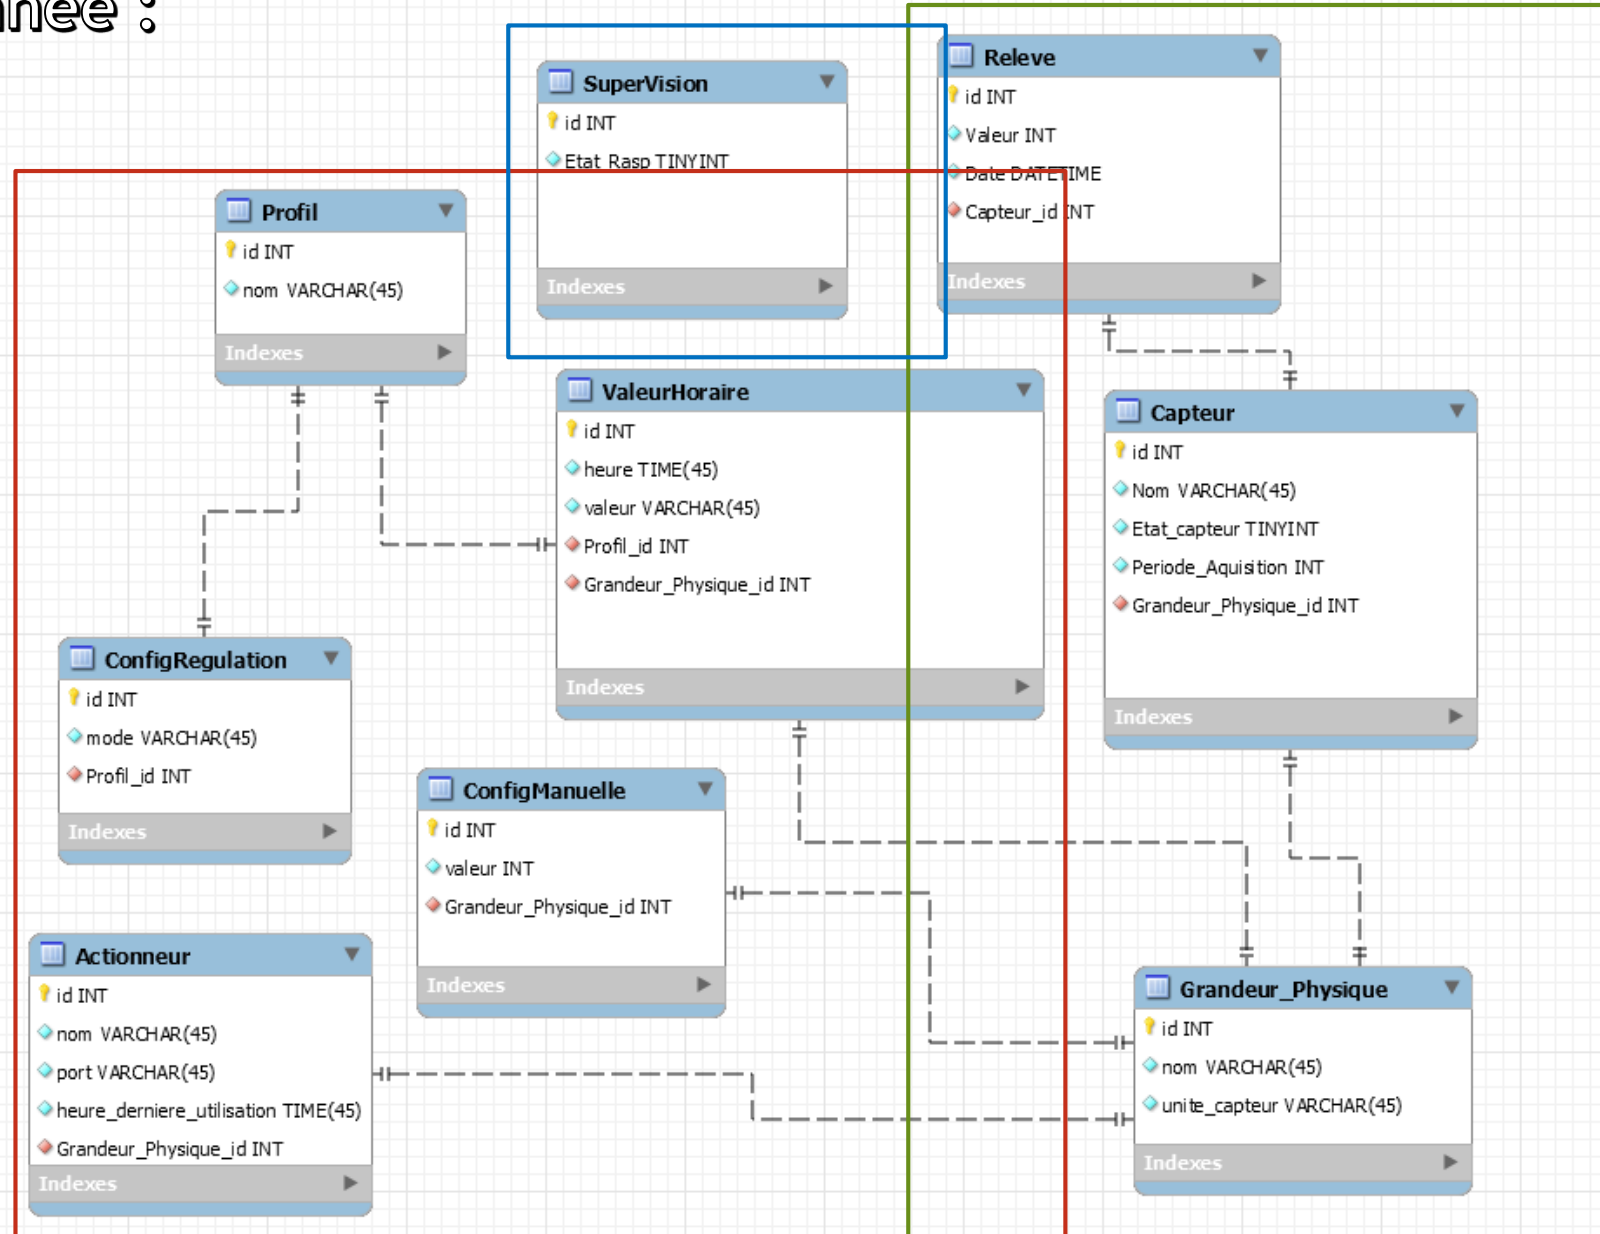 nnée :
SuperVision
id INT
Etat_Rasp TINYINT
Indexes
Releve
id INT
Valeur INT
Date DATETIME
Capteur_id INT
Indexes
Profil
id INT
nom VARCHAR(45)
Indexes
ValeurHoraire
id INT
heure TIME(45)
valeur VARCHAR(45)
Profil_id INT
Grandeur_Physique_id INT
Indexes
Capteur
id INT
Nom VARCHAR(45)
Etat_capteur TINYINT
Periode_Aquisition INT
Grandeur_Physique_id INT
Indexes
ConfigRegulation
id INT
mode VARCHAR(45)
Profil_id INT
Indexes
ConfigManuelle
id INT
valeur INT
Grandeur_Physique_id INT
Indexes
Actionneur
id INT
nom VARCHAR(45)
port VARCHAR(45)
heure_derniere_utilisation TIME(45)
Grandeur_Physique_id INT
Indexes
Grandeur_Physique
id INT
nom VARCHAR(45)
unite_capteur VARCHAR(45)
Indexes